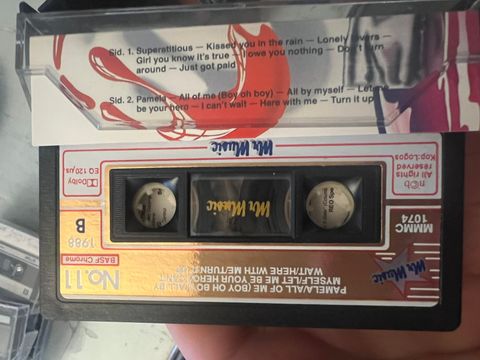 Sid. 1. Superstitious — Kissed you in the rain — Lonely lovers —
Girl you know it's true — I owe you nothing — Don't turn
around — Just got paid
Sid. 2. Pamela — All of me (Boy oh boy) — All by myself — Let me
be your hero — I can't wait — Here with me — Turn it up
Mr Music
Dolby
EQ 120µs
n©b
All rights
reserved
Kop:Logos
Mr Music
REO Spe
MMMC
1074
B
1988
BASF Chrome
No.11
Mr Music
PAMELA/ALL OF ME (BOY OH BOY)/ALL BY
MYSELF/LET ME BE YOUR HERO/I CAN'T
WAIT/HERE WITH ME/TURN IT UP